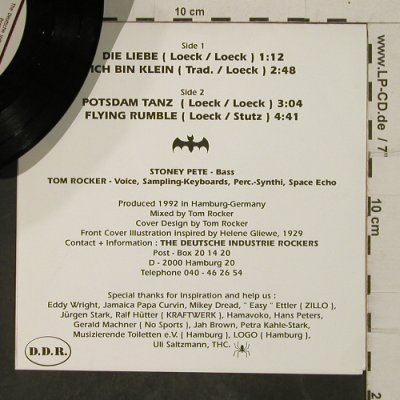 10 cm
Side 1
DIE LIEBE ( Loeck / Loeck ) 1:12
ICH BIN KLEIN ( Trad. / Loeck ) 2:48
Side 2
POTSDAM TANZ ( Loeck / Loeck ) 3:04
FLYING RUMBLE ( Loeck / Stutz ) 4:41
STONEY PETE - Bass
TOM ROCKER - Voice, Sampling-Keyboards, Perc.-Synthi, Space Echo
Produced 1992 in Hamburg-Germany
Mixed by Tom Rocker
Cover Design by Tom Rocker
Front Cover Illustration Inspired by Helene Gliewe, 1929
Contact + Information : THE DEUTSCHE INDUSTRIE ROCKERS
Post - Box 20 14 20
D - 2000 Hamburg 20
Telephone 040 - 46 26 54
Special thanks for Inspiration and help us :
Eddy Wright, Jamaica Papa Curvin, Mikey Dread, " Easy " Ettler ( ZILLO ),
Jürgen Stark, Ralf Hütter ( KRAFTWERK ), Hamavoko, Hans Peters,
Gerald Machner ( No Sports ), Jah Brown, Petra Kahle-Stark,
Musizierende Toiletten e.V. ( Hamburg ), LOGO ( Hamburg ),
Uli Saltzmann, THC.
D.D.R.
www.LP-CD.de / 7"
10 cm